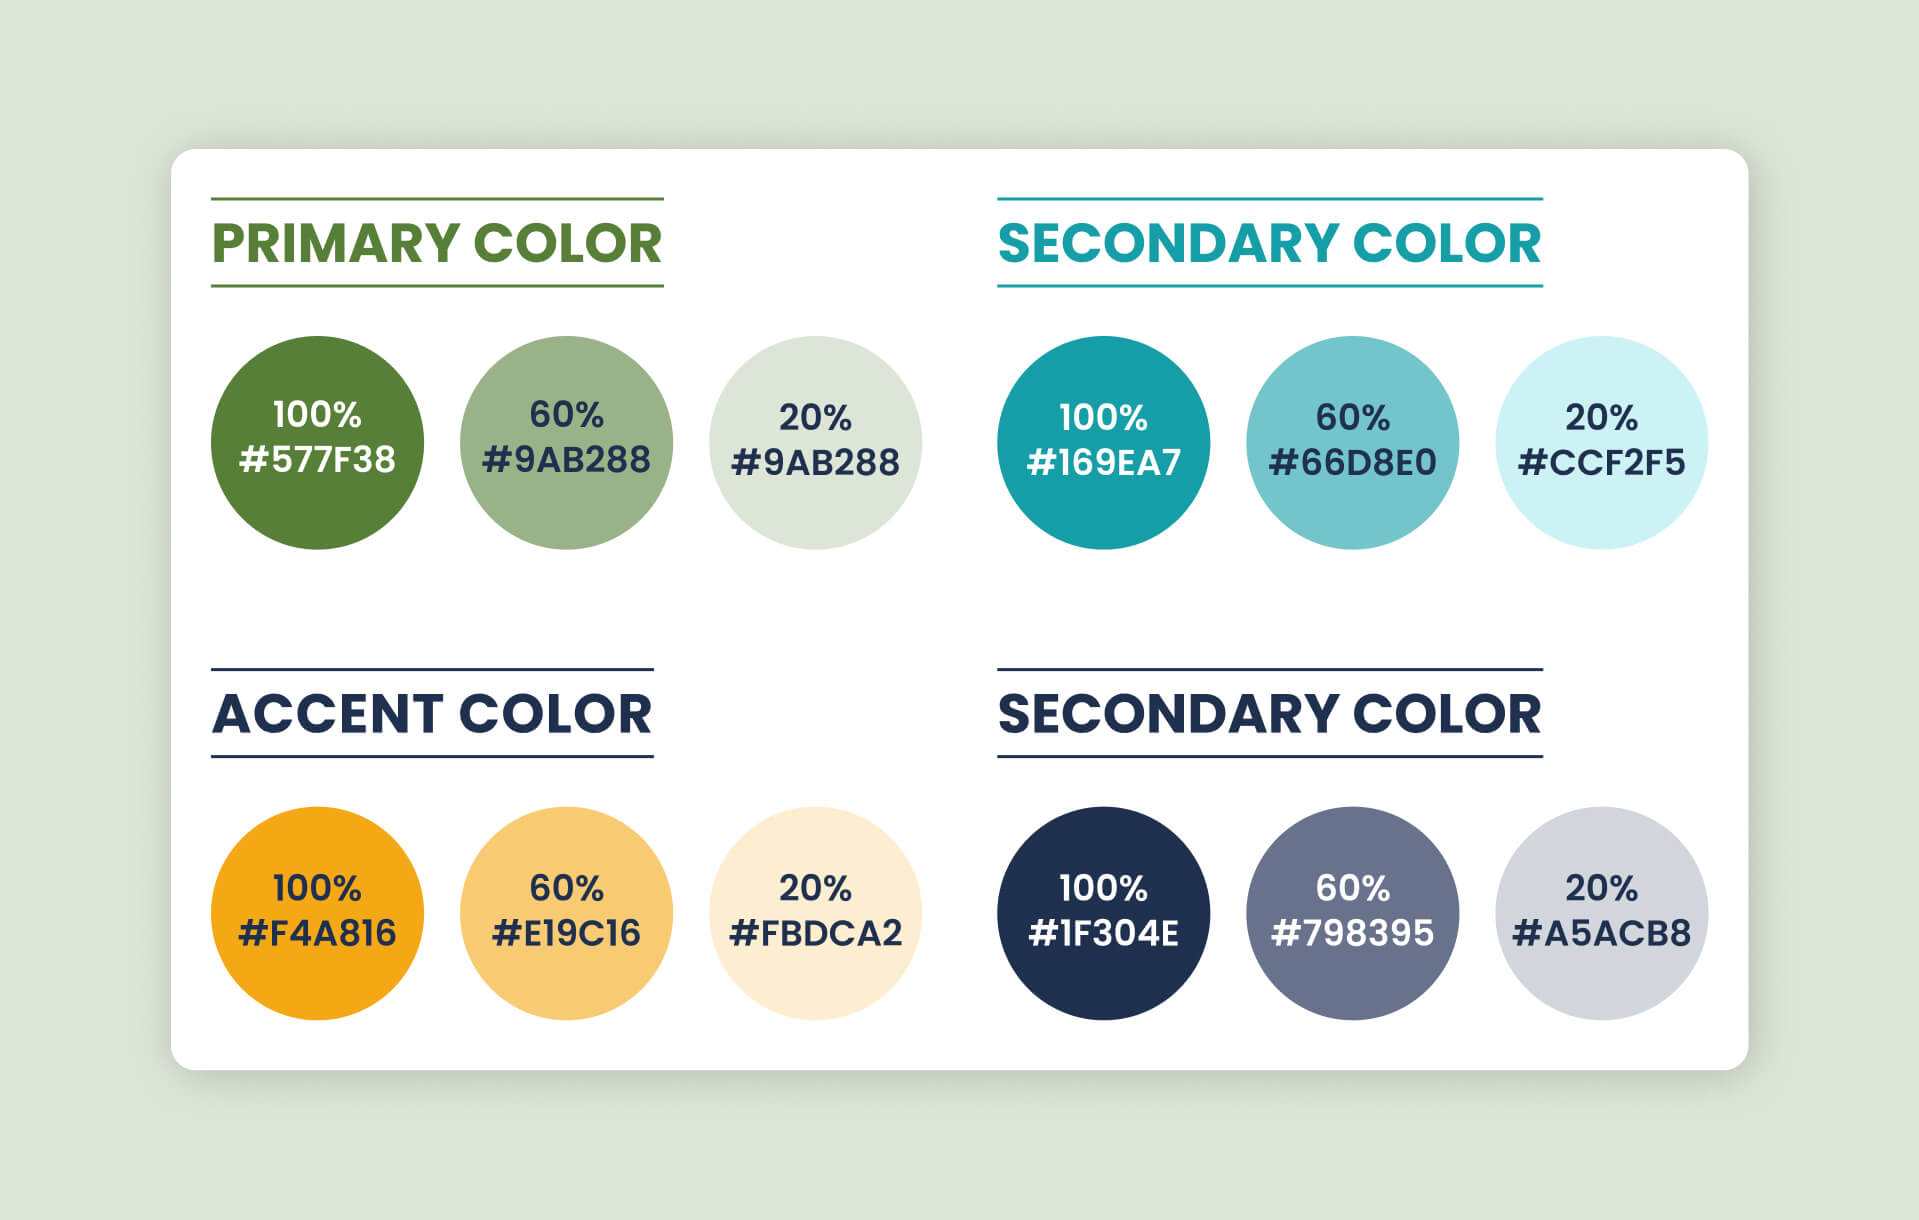 PRIMARY COLOR
100%
#577F38
60%
#9AB288
20%
#9AB288
SECONDARY COLOR
100%
#169EA7
60%
#66D8E0
20%
#CCF2F5
ACCENT COLOR
100%
#F4A816
60%
#E19C16
20%
#FBDCA2
SECONDARY COLOR
100%
#1F304E
60%
#798395
20%
#A5ACB8